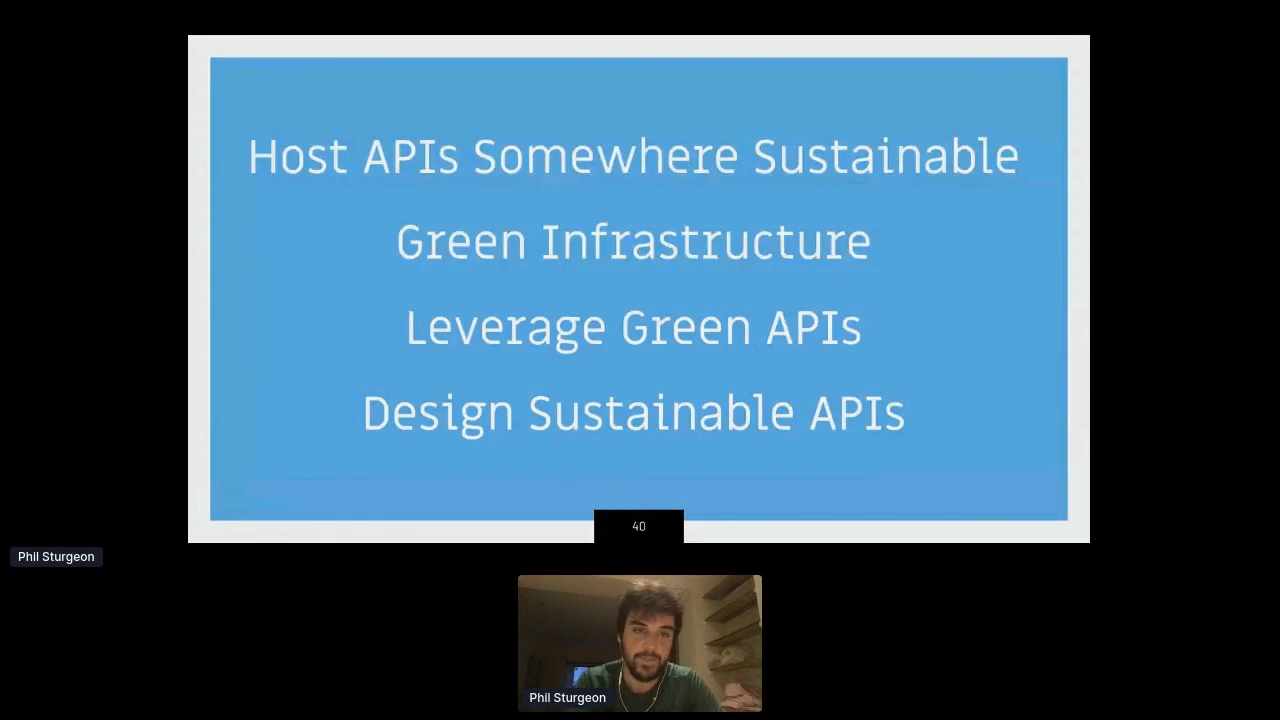 Host APIs Somewhere Sustainable
Green Infrastructure
Leverage Green APIs
Design Sustainable APIs
40
Phil Sturgeon
Phil Sturgeon